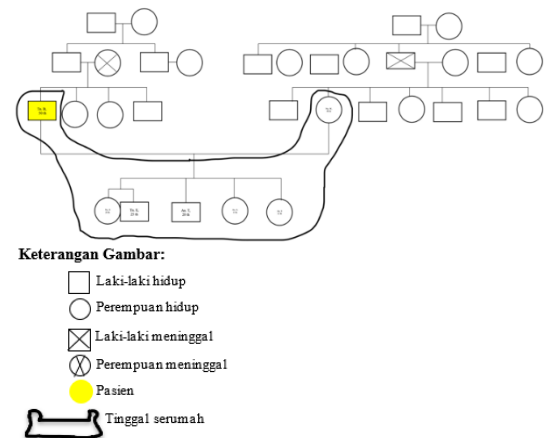 Keterangan Gambar:
Laki-laki hidup
Perempuan hidup
Laki-laki meninggal
Perempuan meninggal
Pasien
Tinggal serumah